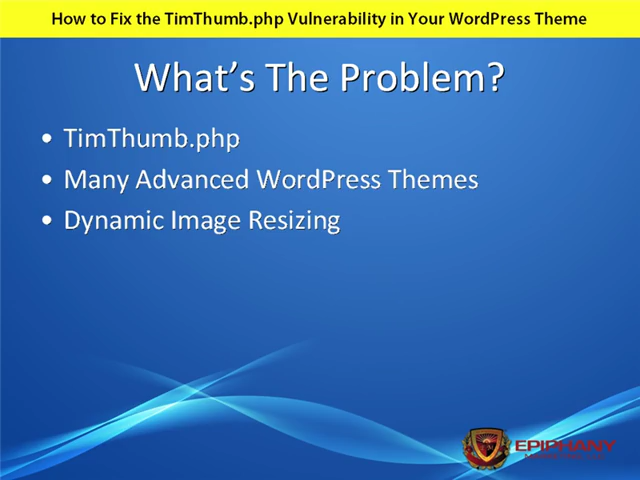 How to Fix the TimThumb.php Vulnerability in Your WordPress Theme
What's The Problem?
• TimThumb.php
• Many Advanced WordPress Themes
• Dynamic Image Resizing
EPIPHANY